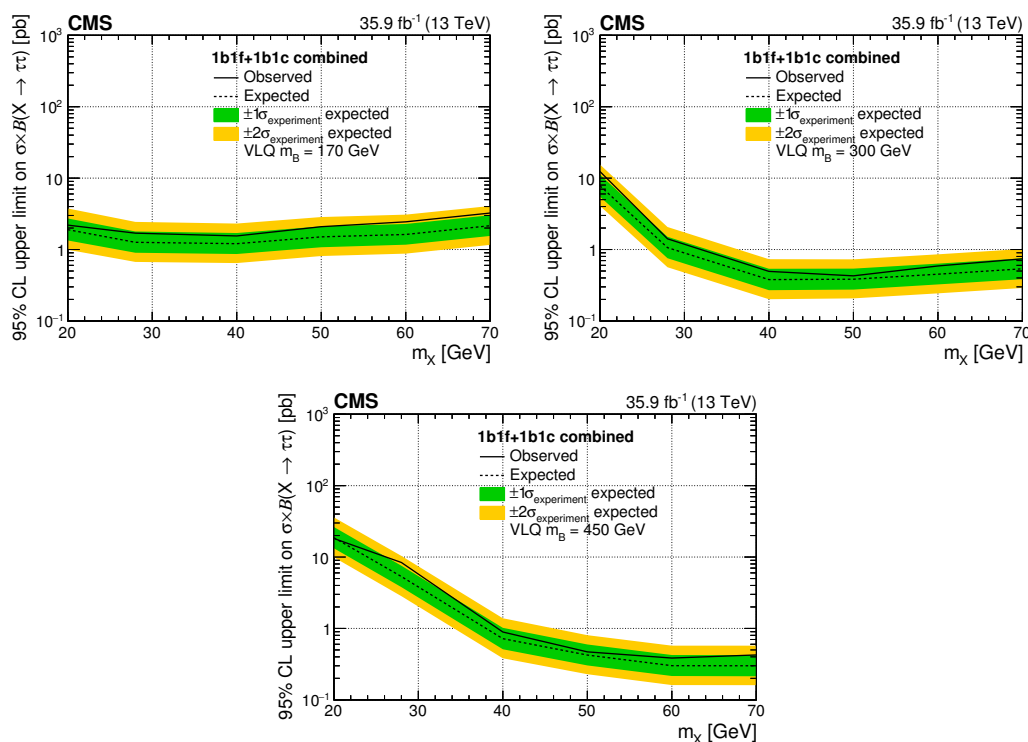 CMS 35.9 fb⁻¹ (13 TeV)
95% CL upper limit on σ×B(X → ττ) [pb]
10³
10²
10
1
10⁻¹
1b1f+1b1c combined
Observed
Expected
±1σexperiment expected
±2σexperiment expected
VLQ m_B = 170 GeV
20 30 40 50 60 70
m_X [GeV]
CMS 35.9 fb⁻¹ (13 TeV)
95% CL upper limit on σ×B(X → ττ) [pb]
10³
10²
10
1
10⁻¹
1b1f+1b1c combined
Observed
Expected
±1σexperiment expected
±2σexperiment expected
VLQ m_B = 300 GeV
20 30 40 50 60 70
m_X [GeV]
CMS 35.9 fb⁻¹ (13 TeV)
95% CL upper limit on σ×B(X → ττ) [pb]
10³
10²
10
1
10⁻¹
1b1f+1b1c combined
Observed
Expected
±1σexperiment expected
±2σexperiment expected
VLQ m_B = 450 GeV
20 30 40 50 60 70
m_X [GeV]